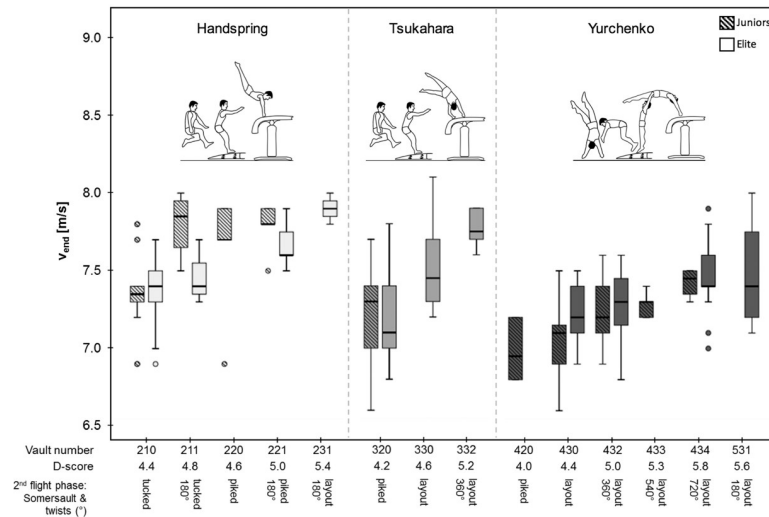 Handspring
Tsukahara
Yurchenko
Juniors
Elite
9.0
8.5
8.0
7.5
7.0
6.5
v_end [m/s]
Vault number 210 211 220 221 231 320 330 332 420 430 432 433 434 531
D-score 4.4 4.8 4.6 5.0 5.4 4.2 4.6 5.2 4.0 4.4 5.0 5.3 5.8 5.6
2nd flight phase:
Somersault &
twists (°)
tucked
tucked
180°
piked
piked
180°
layout
180°
piked
layout
layout
360°
piked
layout
layout
360°
layout
540°
layout
720°
layout
180°